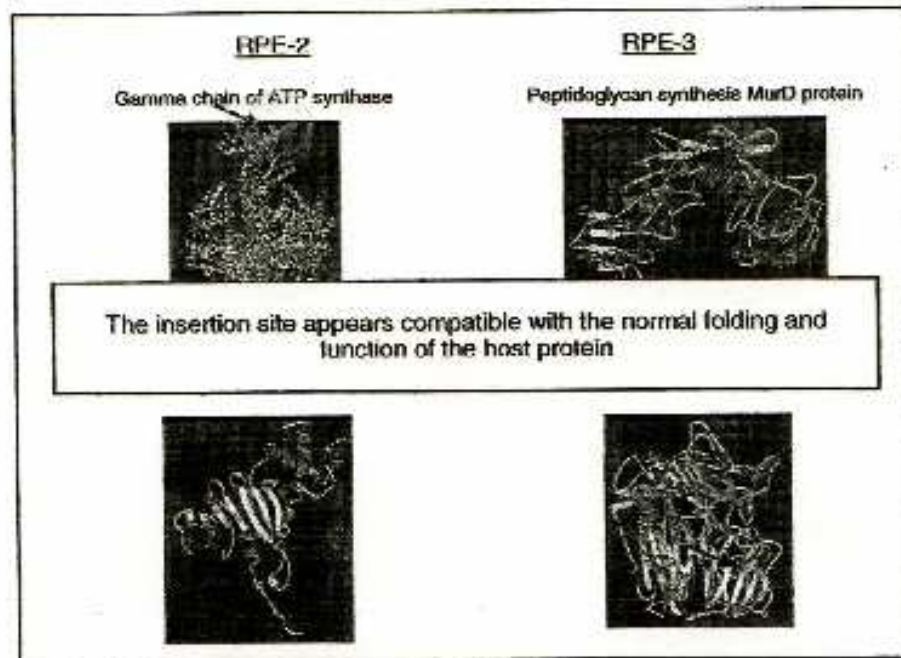 RPE-2
RPE-3
Gamma chain of ATP synthase
Peptidoglycan synthesis MurD protein
The insertion site appears compatible with the normal folding and
function of the host protein